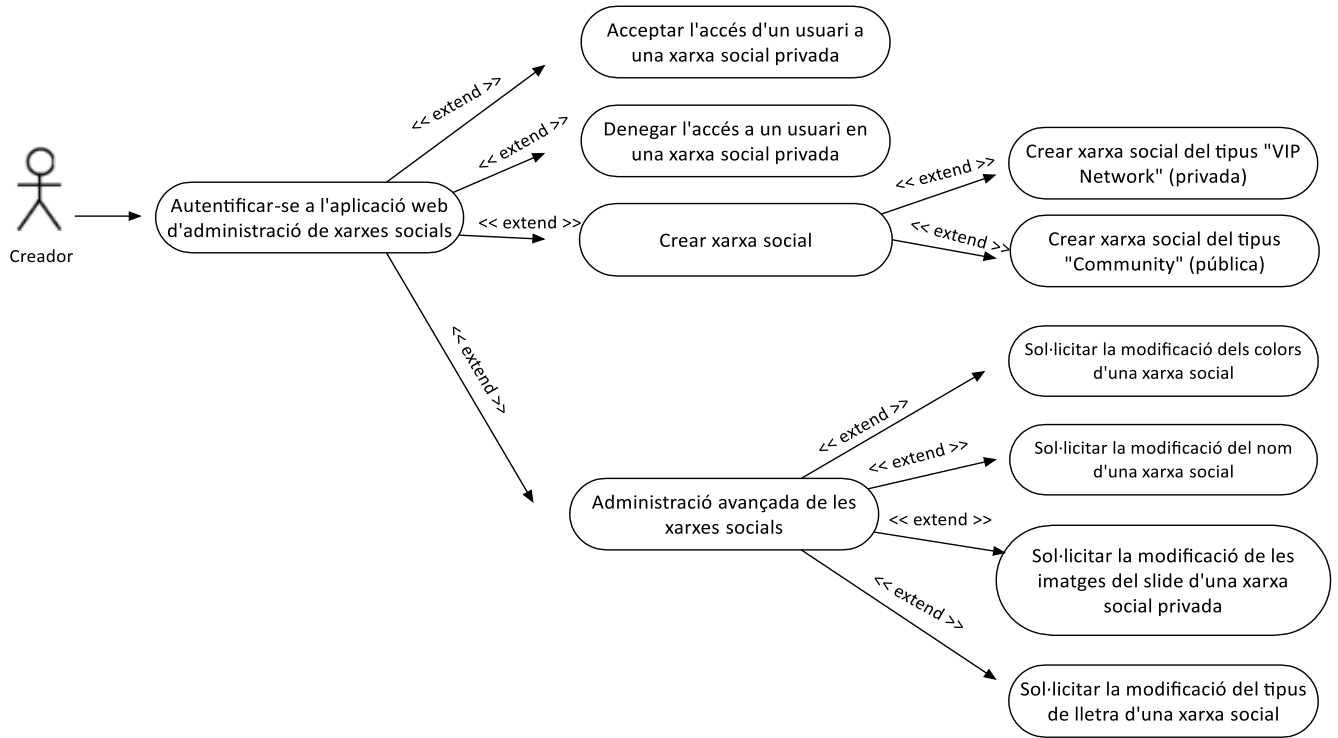 Creador
Autentificar-se a l'aplicació web
d'administració de xarxes socials
<< extend >>
Acceptar l'accés d'un usuari a
una xarxa social privada
<< extend >>
Denegar l'accés a un usuari en
una xarxa social privada
<< extend >>
Crear xarxa social
<< extend >>
Crear xarxa social del tipus "VIP
Network" (privada)
<< extend >>
Crear xarxa social del tipus
"Community" (pública)
<< extend >>
Administració avançada de les
xarxes socials
<< extend >>
Sol·licitar la modificació dels colors
d'una xarxa social
<< extend >>
Sol·licitar la modificació del nom
d'una xarxa social
<< extend >>
Sol·licitar la modificació de les
imatges del slide d'una xarxa
social privada
<< extend >>
Sol·licitar la modificació del tipus
de lletra d'una xarxa social